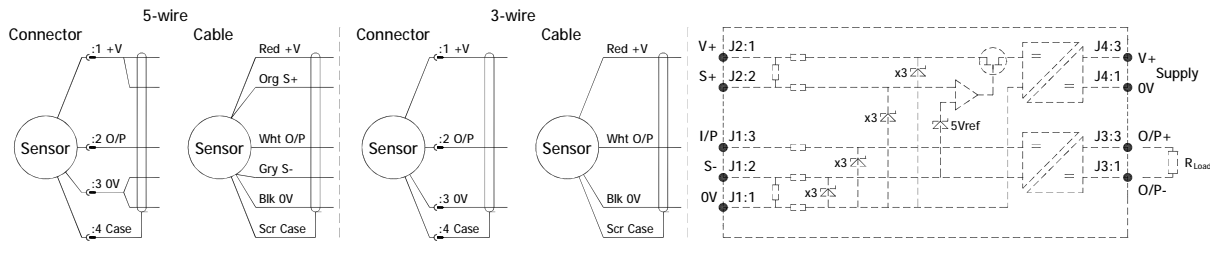 5-wire
Connector
:1 +V
:2 O/P
Sensor
:3 0V
:4 Case
Cable
Red +V
Org S+
Wht O/P
Sensor
Gry S-
Blk 0V
Scr Case
3-wire
Connector
:1 +V
:2 O/P
Sensor
:3 0V
:4 Case
Cable
Red +V
Wht O/P
Sensor
Blk 0V
Scr Case
V+ J2:1
S+ J2:2
I/P J1:3
S- J1:2
0V J1:1
x3
x3
5Vref
x3
x3
J4:3 V+
Supply
J4:1 0V
J3:3 O/P+
RLoad
J3:1 O/P-